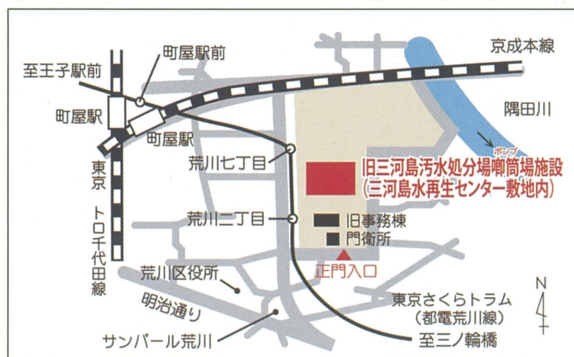 京成本線
町屋駅前
至王子駅前
隅田川
町屋駅
町屋駅
ポンプ
旧三河島汚水処分場喞筒場施設
(三河島水再生センター敷地内)
荒川七丁目
東京
トロ千代田線
荒川二丁目
旧事務棟
門衛所
荒川区役所
正門入口
N
明治通り
東京さくらトラム
(都電荒川線)
サンパール荒川
至三ノ輪橋